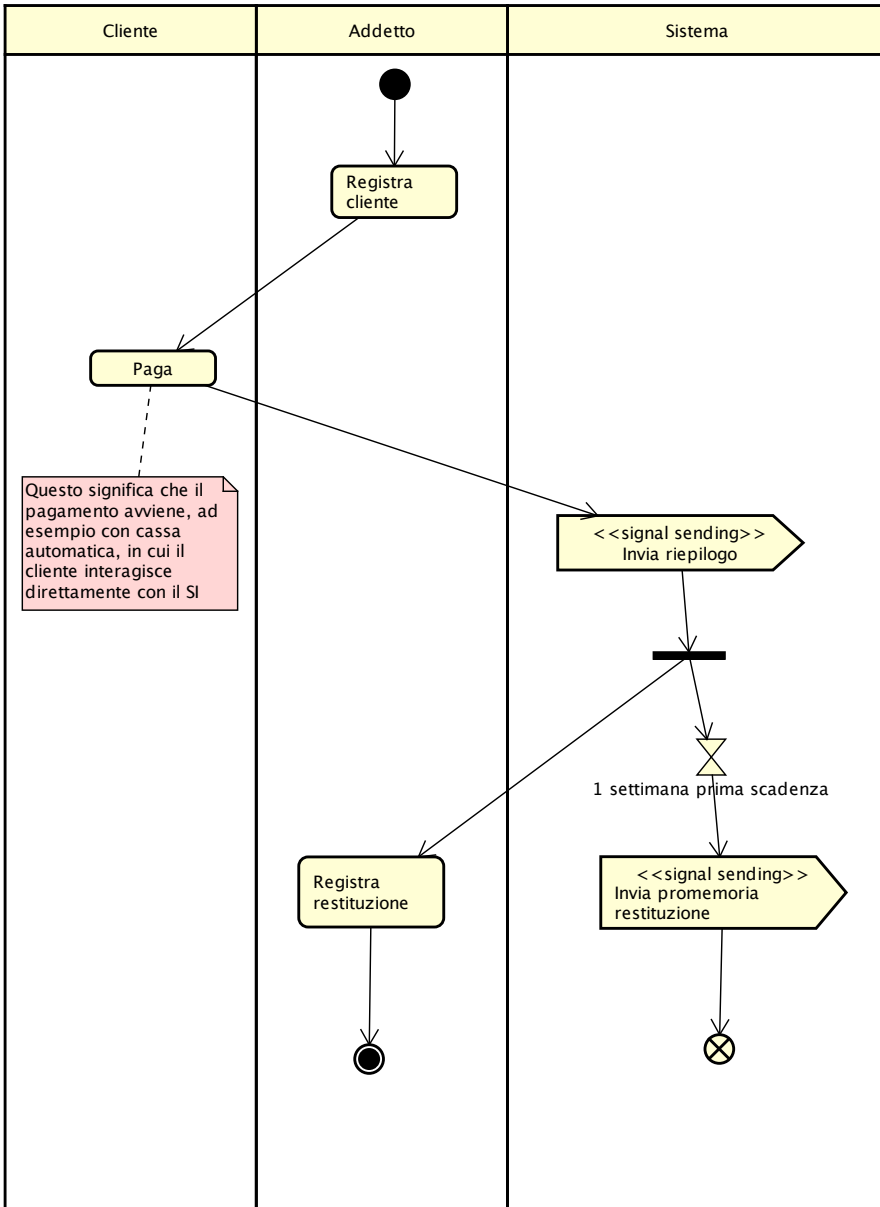 Cliente
Addetto
Sistema
Registra
cliente
Paga
Questo significa che il
pagamento avviene, ad
esempio con cassa
automatica, in cui il
cliente interagisce
direttamente con il SI
<<signal sending>>
Invia riepilogo
1 settimana prima scadenza
Registra
restituzione
<<signal sending>>
Invia promemoria
restituzione